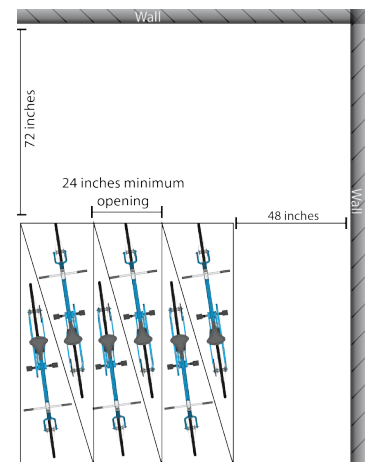 Wall
72 inches
24 inches minimum
opening
Wall
48 inches